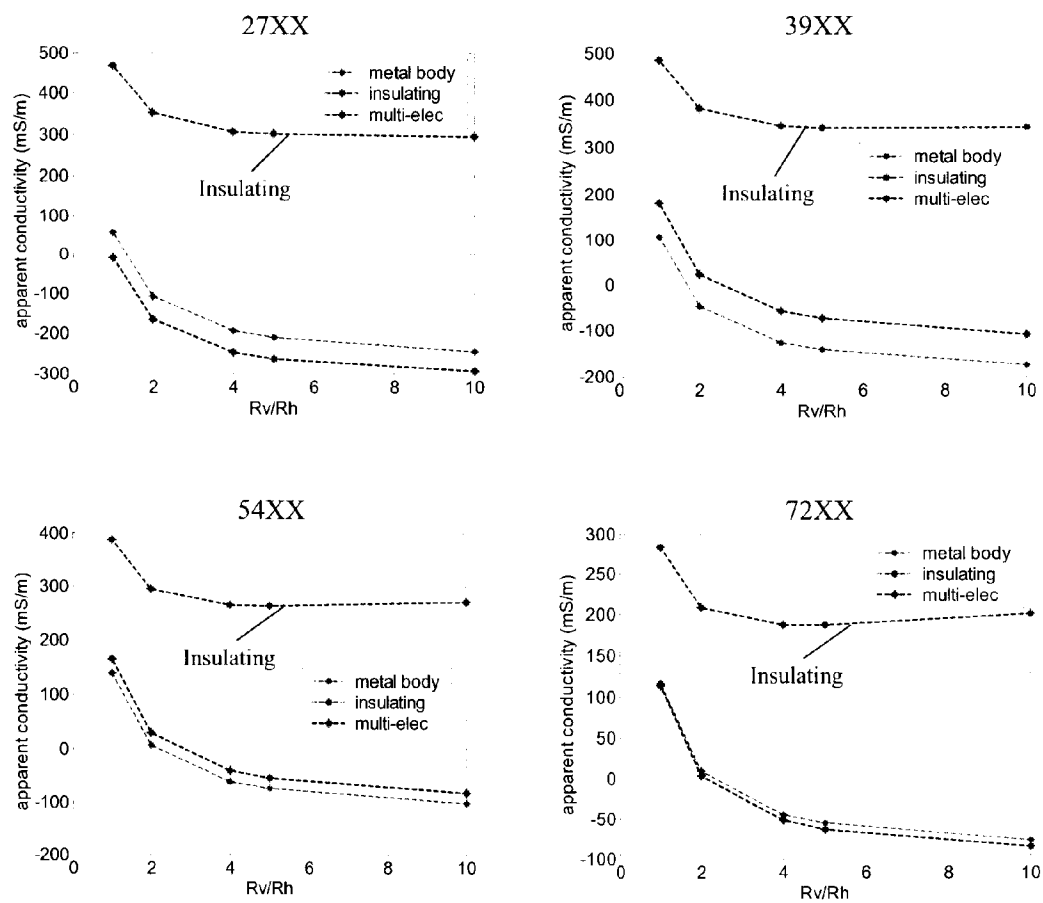 27XX
500
400
300
200
100
0
-100
-200
-300
apparent conductivity (mS/m)
metal body
insulating
multi-elec
Insulating
0 2 4 6 8 10
Rv/Rh
39XX
500
400
300
200
100
0
-100
-200
apparent conductivity (mS/m)
metal body
insulating
multi-elec
Insulating
0 2 4 6 8 10
Rv/Rh
54XX
400
300
200
100
0
-100
-200
apparent conductivity (mS/m)
Insulating
metal body
insulating
multi-elec
0 2 4 6 8 10
Rv/Rh
72XX
300
250
200
150
100
50
0
-50
-100
apparent conductivity (mS/m)
metal body
insulating
multi-elec
Insulating
0 2 4 6 8 10
Rv/Rh